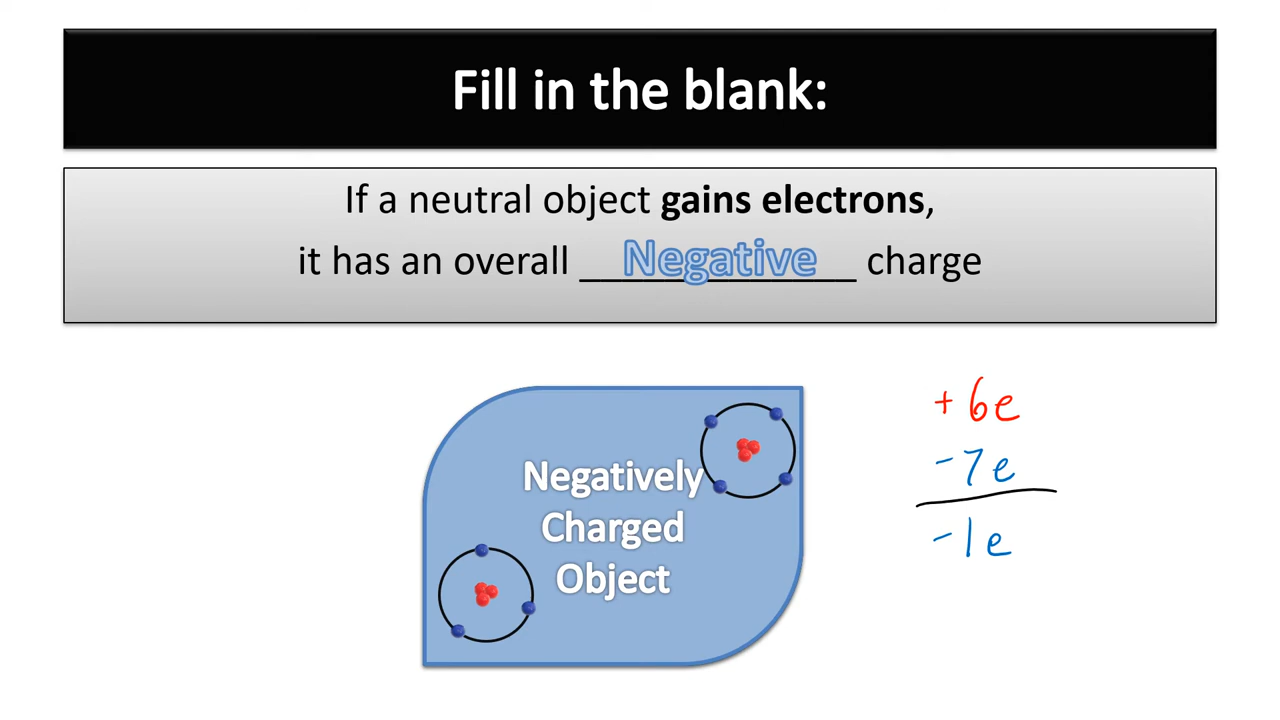 Fill in the blank:
If a neutral object gains electrons,
it has an overall Negative charge
Negatively
Charged
Object
+6e
-7e
-1e